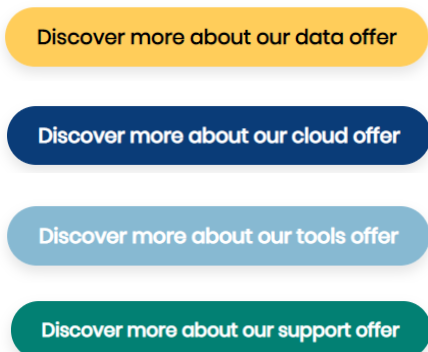 Discover more about our data offer
Discover more about our cloud offer
Discover more about our tools offer
Discover more about our support offer